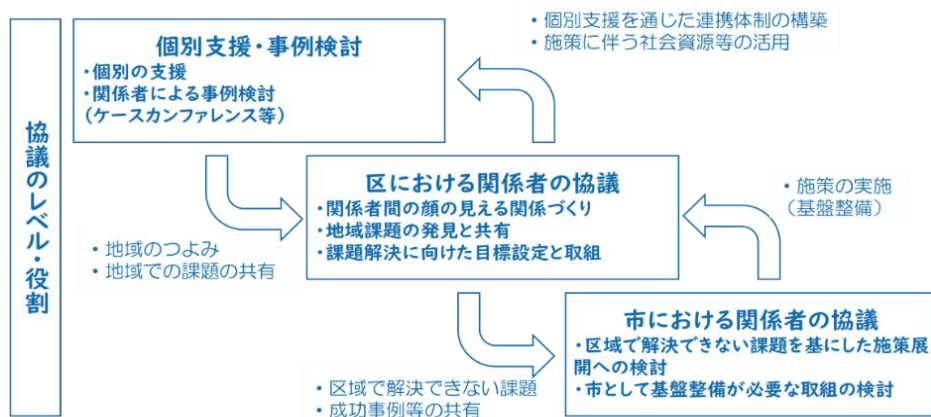 協議のレベル・役割
個別支援・事例検討
・個別の支援
・関係者による事例検討
(ケースカンファレンス等)
・個別支援を通じた連携体制の構築
・施策に伴う社会資源等の活用
区における関係者の協議
・関係者間の顔の見える関係づくり
・地域課題の発見と共有
・課題解決に向けた目標設定と取組
・地域のつよみ
・地域での課題の共有
・施策の実施
(基盤整備)
市における関係者の協議
・区域で解決できない課題を基にした施策展
開への検討
・市として基盤整備が必要な取組の検討
・区域で解決できない課題
・成功事例等の共有